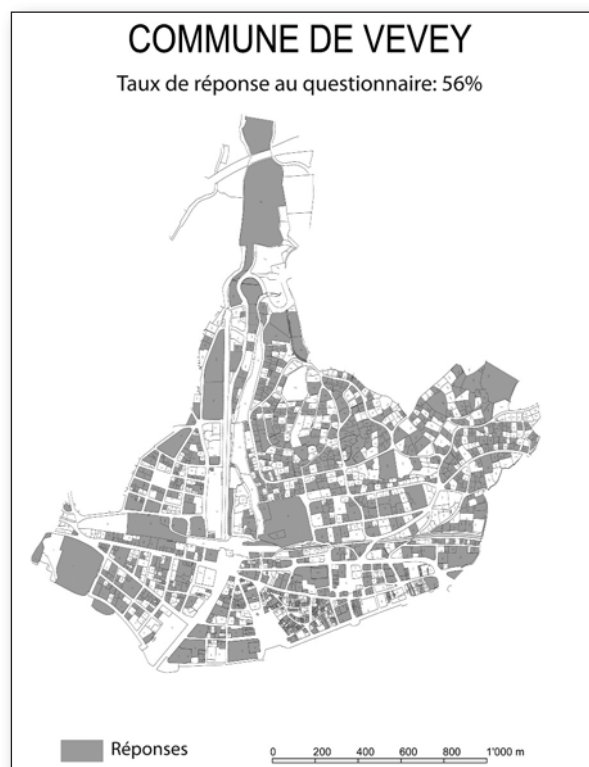 COMMUNE DE VEVEY
Taux de réponse au questionnaire: 56%
Réponses
0 200 400 600 800 1'000 m